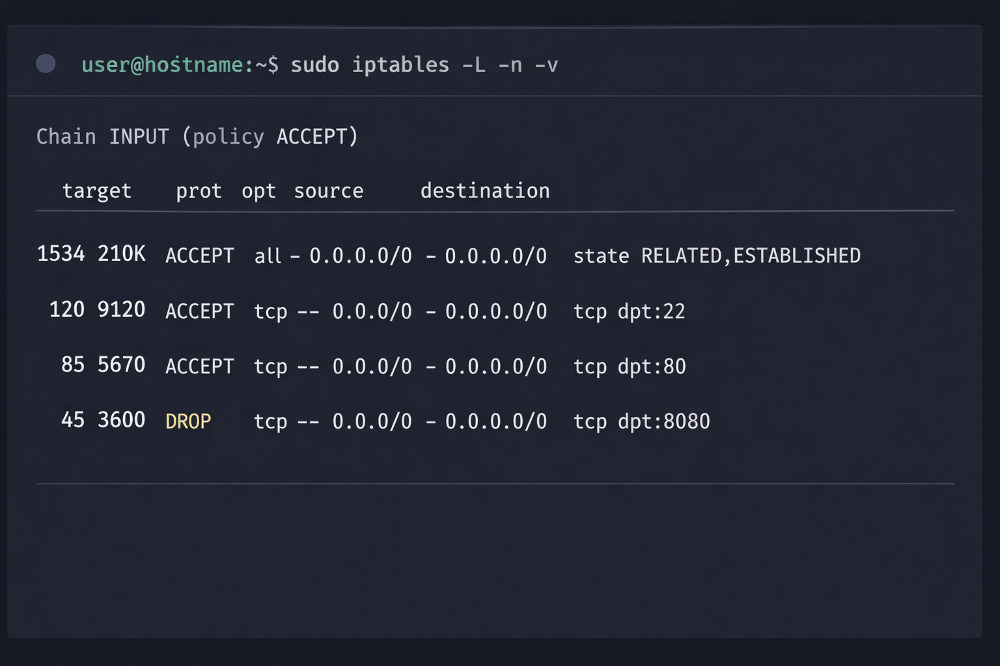 user@hostname:~$ sudo iptables -L -n -v
Chain INPUT (policy ACCEPT)
target prot opt source destination
1534 210K ACCEPT all - 0.0.0.0/0 - 0.0.0.0/0 state RELATED,ESTABLISHED
120 9120 ACCEPT tcp -- 0.0.0/0 - 0.0.0.0/0 tcp dpt:22
85 5670 ACCEPT tcp -- 0.0.0/0 - 0.0.0.0/0 tcp dpt:80
45 3600 DROP tcp -- 0.0.0/0 - 0.0.0.0/0 tcp dpt:8080